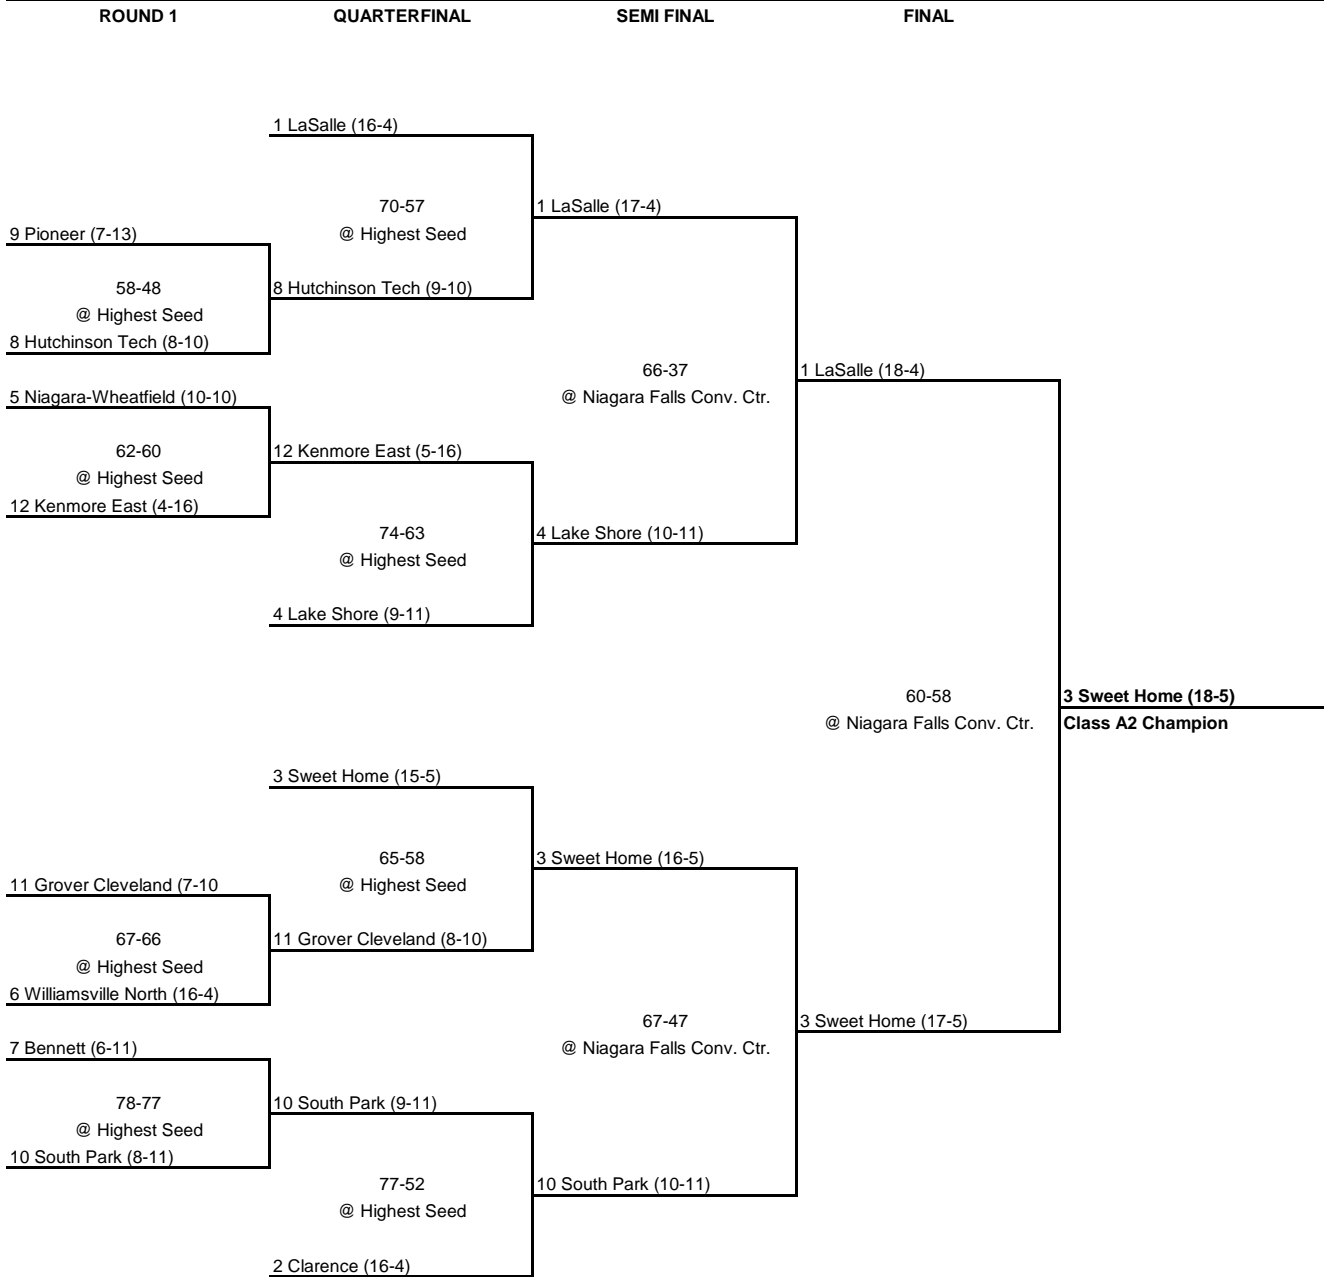 ROUND 1 QUARTERFINAL SEMI FINAL FINAL
1 LaSalle (16-4)
70-57 1 LaSalle (17-4)
9 Pioneer (7-13) @ Highest Seed
58-48 8 Hutchinson Tech (9-10)
@ Highest Seed
8 Hutchinson Tech (8-10)
66-37 1 LaSalle (18-4)
5 Niagara-Wheatfield (10-10) @ Niagara Falls Conv. Ctr.
62-60 12 Kenmore East (5-16)
@ Highest Seed
12 Kenmore East (4-16)
74-63 4 Lake Shore (10-11)
@ Highest Seed
4 Lake Shore (9-11)
60-58 3 Sweet Home (18-5)
@ Niagara Falls Conv. Ctr. Class A2 Champion
3 Sweet Home (15-5)
65-58 3 Sweet Home (16-5)
11 Grover Cleveland (7-10 @ Highest Seed
67-66 11 Grover Cleveland (8-10)
@ Highest Seed
6 Williamsville North (16-4)
67-47 3 Sweet Home (17-5)
7 Bennett (6-11) @ Niagara Falls Conv. Ctr.
78-77 10 South Park (9-11)
@ Highest Seed
10 South Park (8-11)
77-52 10 South Park (10-11)
@ Highest Seed
2 Clarence (16-4)